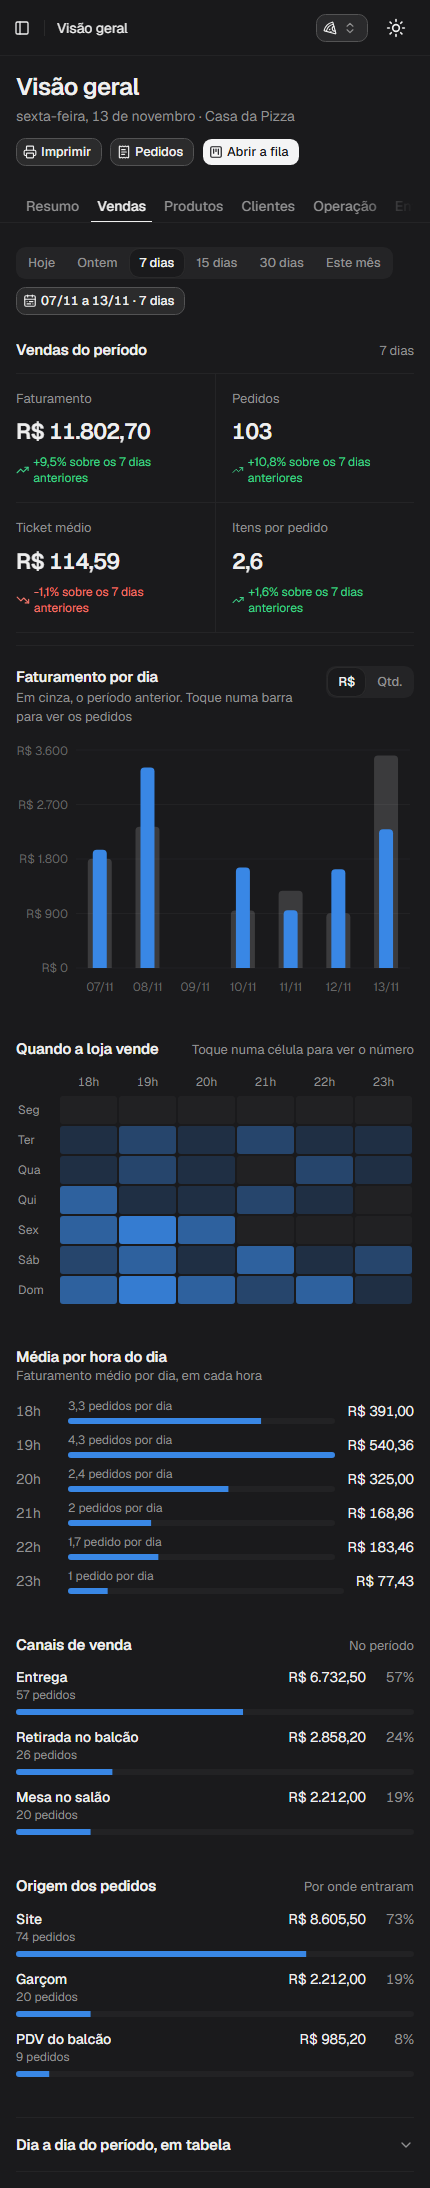 Visão geral
Visão geral
sexta-feira, 13 de novembro · Casa da Pizza
Imprimir Pedidos Abrir a fila
Resumo Vendas Produtos Clientes Operação En
Hoje Ontem 7 dias 15 dias 30 dias Este mês
07/11 a 13/11 · 7 dias
Vendas do período 7 dias
Faturamento Pedidos
R$ 11.802,70 103
+9,5% sobre os 7 dias +10,8% sobre os 7 dias
anteriores anteriores
Ticket médio Itens por pedido
R$ 114,59 2,6
-1,1% sobre os 7 dias +1,6% sobre os 7 dias
anteriores anteriores
Faturamento por dia R$ Qtd.
Em cinza, o período anterior. Toque numa barra
para ver os pedidos
R$ 3.600
R$ 2.700
R$ 1.800
R$ 900
R$ 0
07/11 08/11 09/11 10/11 11/11 12/11 13/11
Quando a loja vende Toque numa célula para ver o número
18h 19h 20h 21h 22h 23h
Seg
Ter
Qua
Qui
Sex
Sáb
Dom
Média por hora do dia
Faturamento médio por dia, em cada hora
18h 3,3 pedidos por dia R$ 391,00
19h 4,3 pedidos por dia R$ 540,36
20h 2,4 pedidos por dia R$ 325,00
21h 2 pedidos por dia R$ 168,86
22h 1,7 pedido por dia R$ 183,46
23h 1 pedido por dia R$ 77,43
Canais de venda No período
Entrega R$ 6.732,50 57%
57 pedidos
Retirada no balcão R$ 2.858,20 24%
26 pedidos
Mesa no salão R$ 2.212,00 19%
20 pedidos
Origem dos pedidos Por onde entraram
Site R$ 8.605,50 73%
74 pedidos
Garçom R$ 2.212,00 19%
20 pedidos
PDV do balcão R$ 985,20 8%
9 pedidos
Dia a dia do período, em tabela